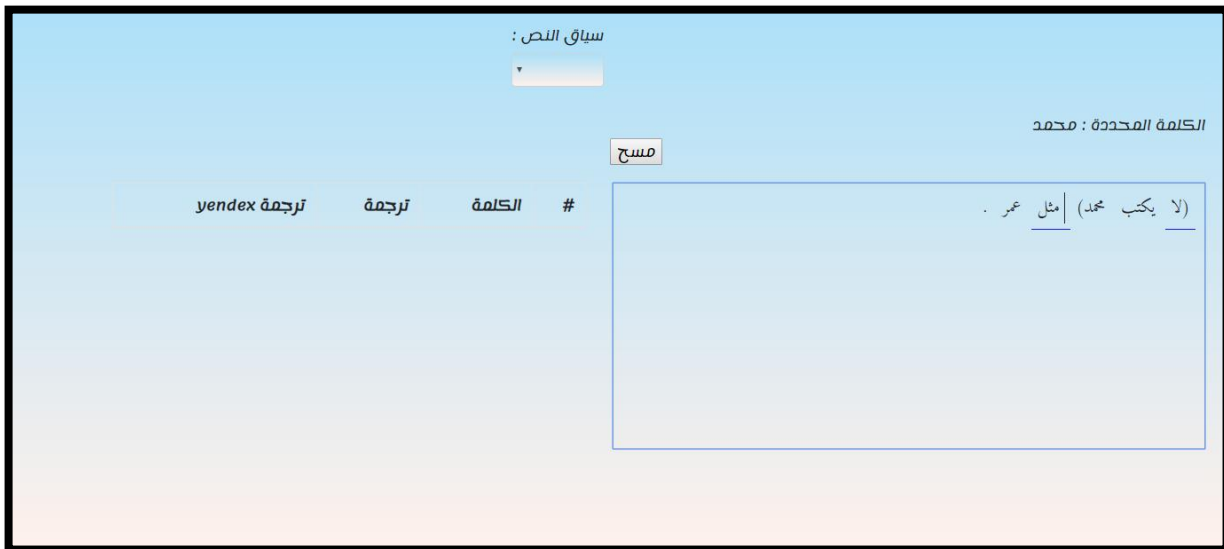 سياق النص :
الكلمة المحددة : محمد
مسح
(لا يكتب محمد) مثل عمر .
# الكلمة ترجمة ترجمة yendex